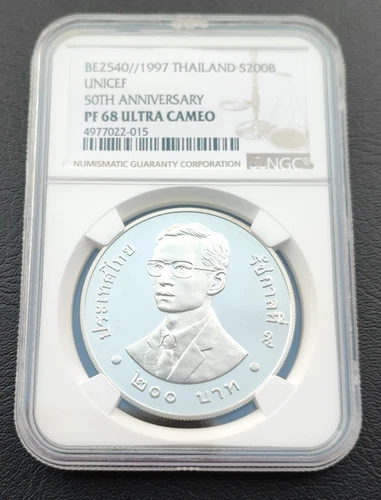 BE2540//1997 THAILAND S200B
UNICEF
50TH ANNIVERSARY
PF 68 ULTRA CAMEO
4977022-015
NUMISMATIC GUARANTY CORPORATION NGC®
ประเทศไทย
รัชกาลที่ ๙
๒๐๐ บาท